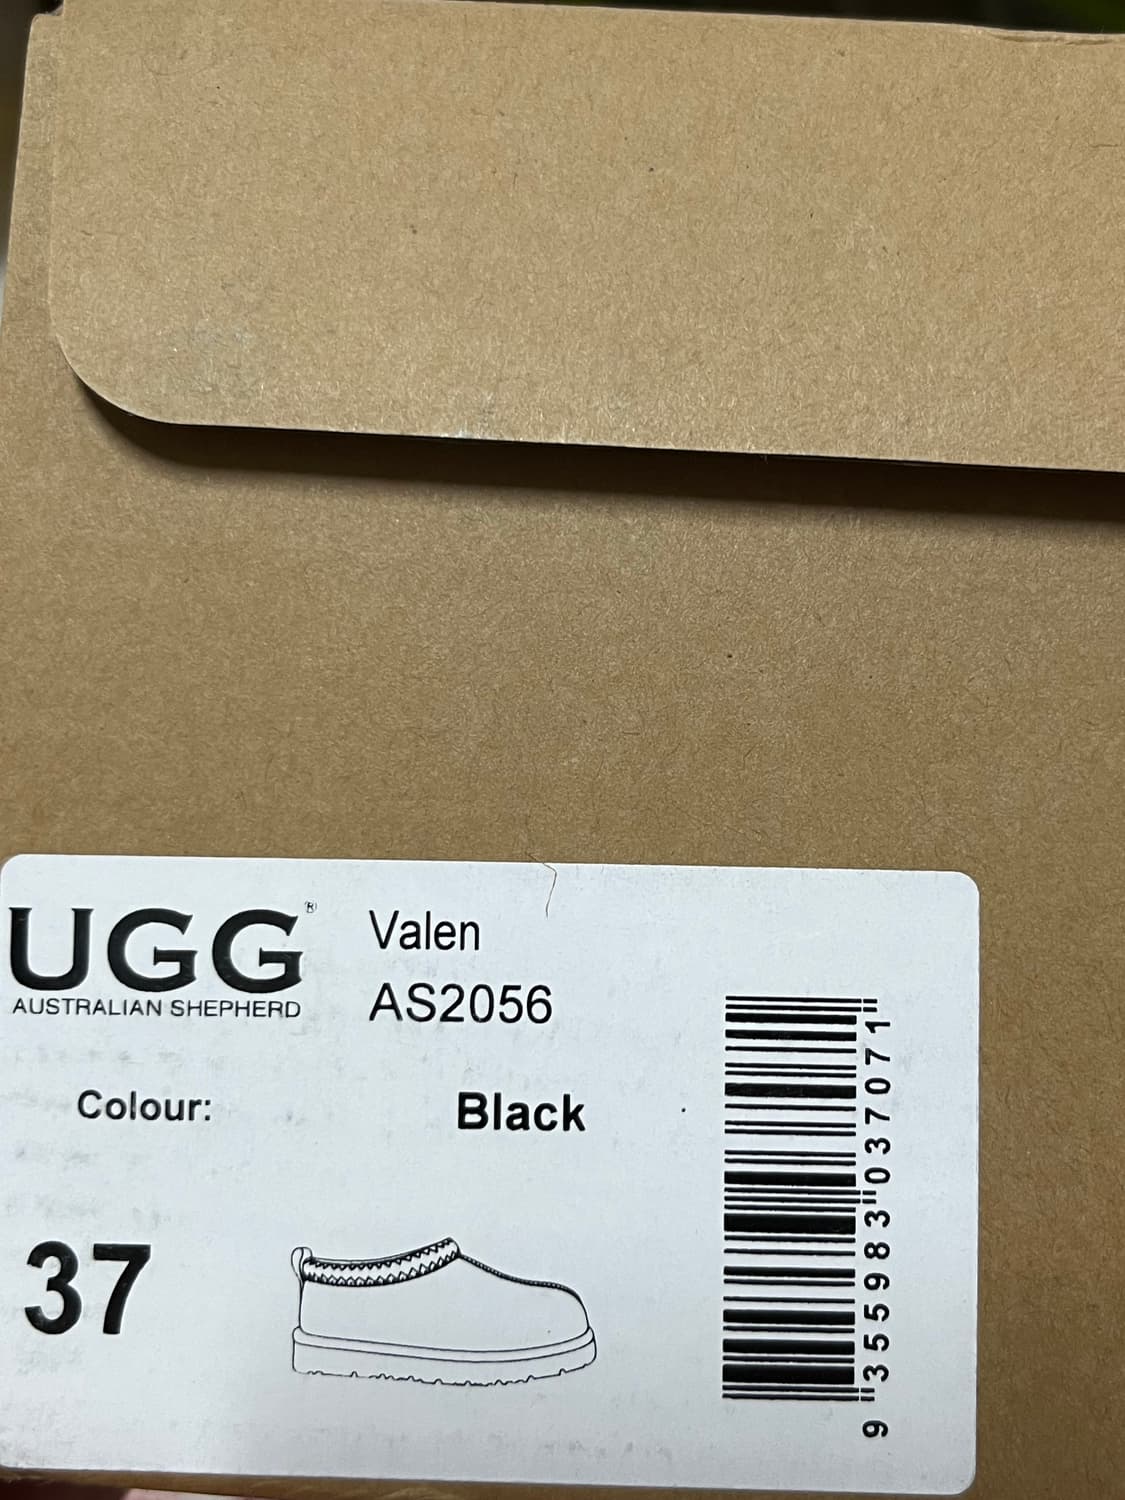 UGG®
AUSTRALIAN SHEPHERD
Valen
AS2056
Colour: Black
37
9"355983"037071"